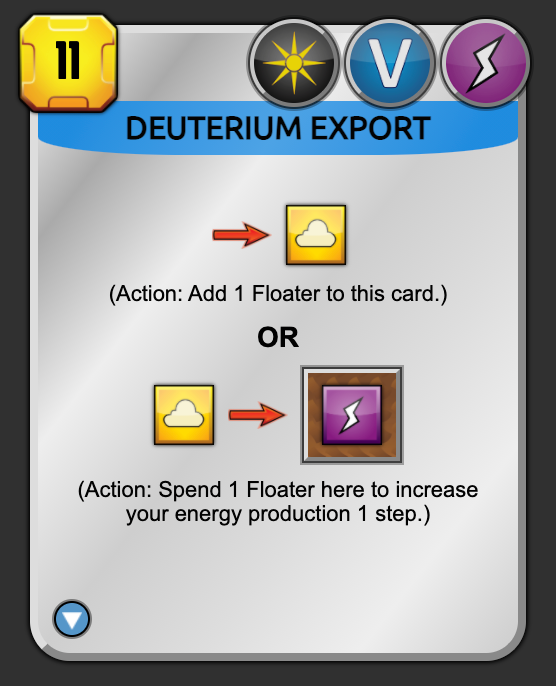 11
V
DEUTERIUM EXPORT
(Action: Add 1 Floater to this card.)
OR
(Action: Spend 1 Floater here to increase
your energy production 1 step.)